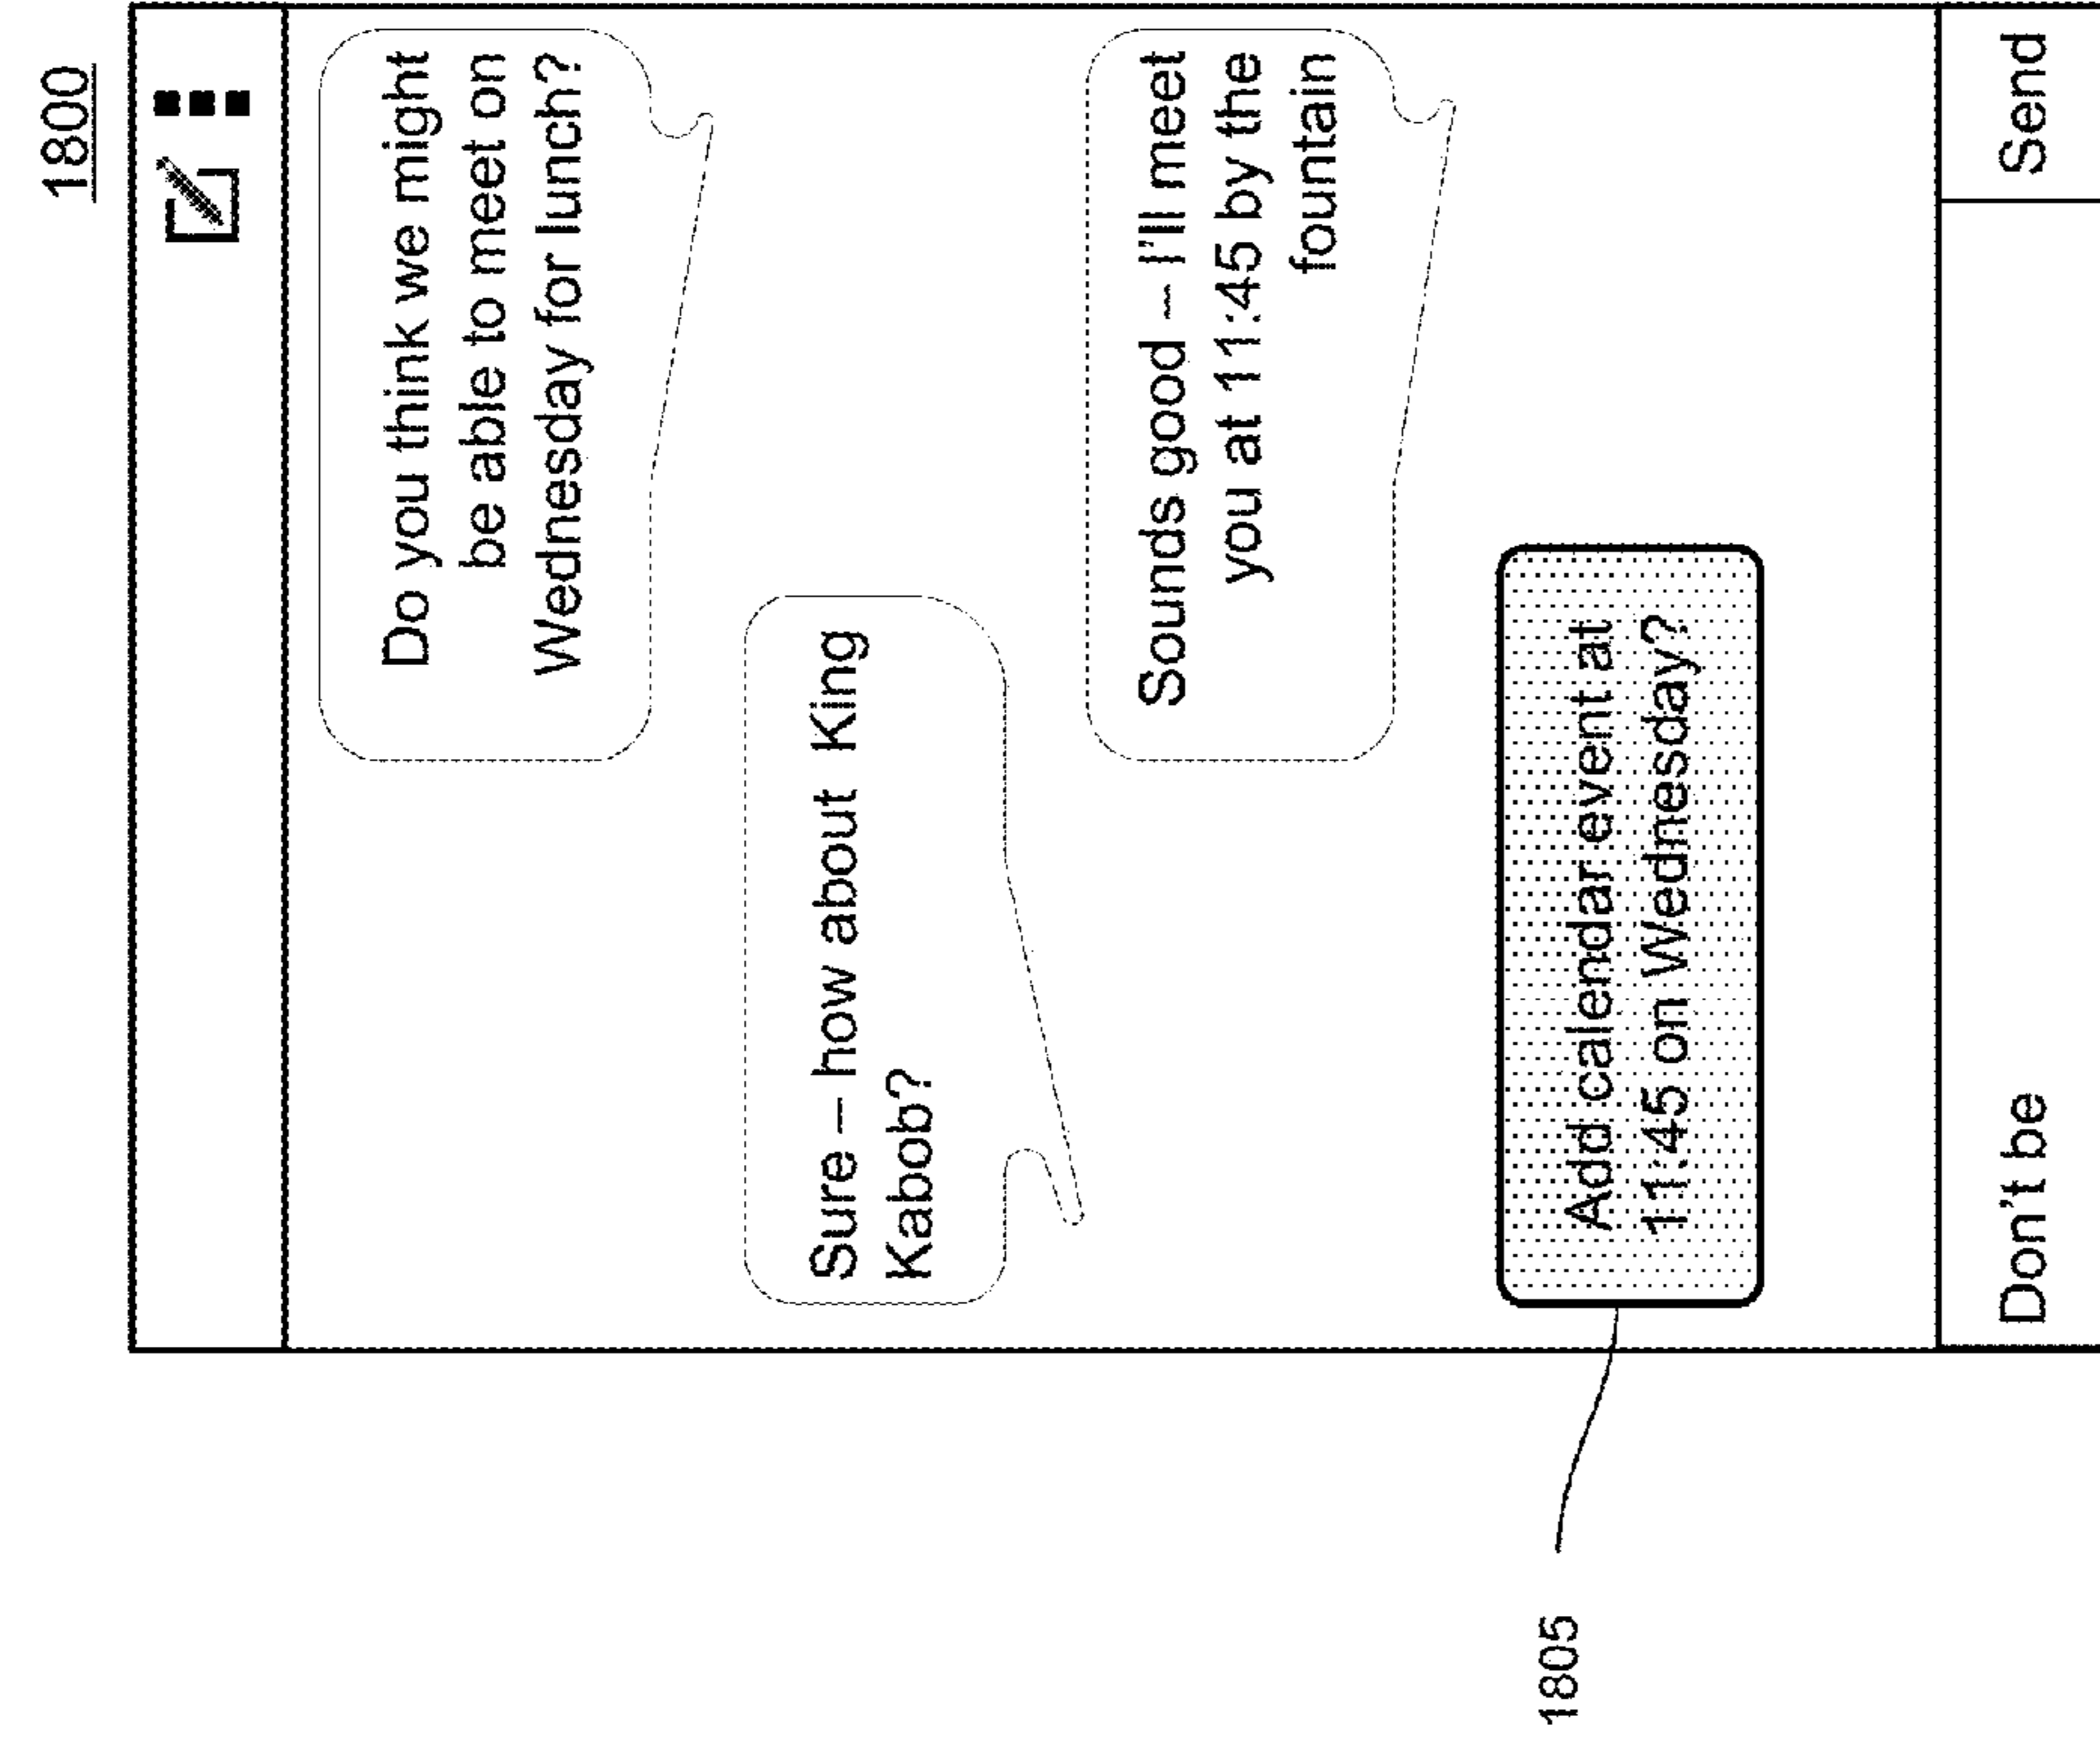 1800
Do you think we might
be able to meet on
Wednesday for lunch?
Sure – how about King
Kabob?
Sounds good – I'll meet
you at 11:45 by the
fountain
Add calendar event at
11:45 on Wednesday?
1805
Don't be
Send